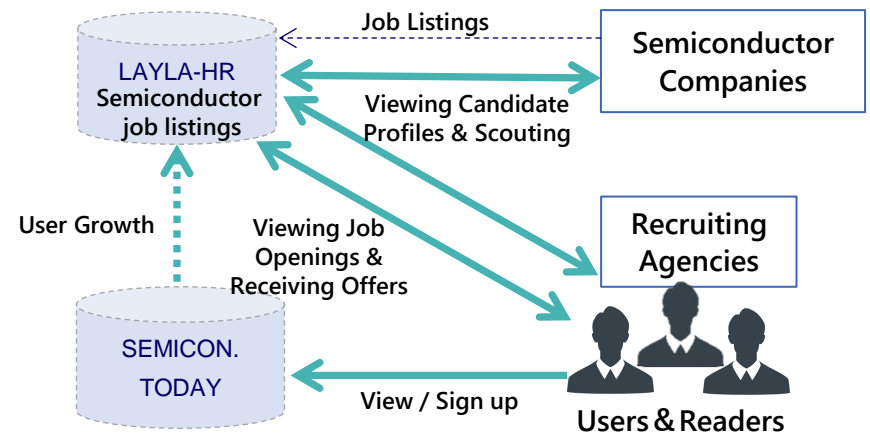 Job Listings
LAYLA-HR
Semiconductor
job listings
Semiconductor
Companies
Viewing Candidate
Profiles & Scouting
User Growth
Viewing Job
Openings &
Receiving Offers
Recruiting
Agencies
SEMICON.
TODAY
View / Sign up
Users & Readers